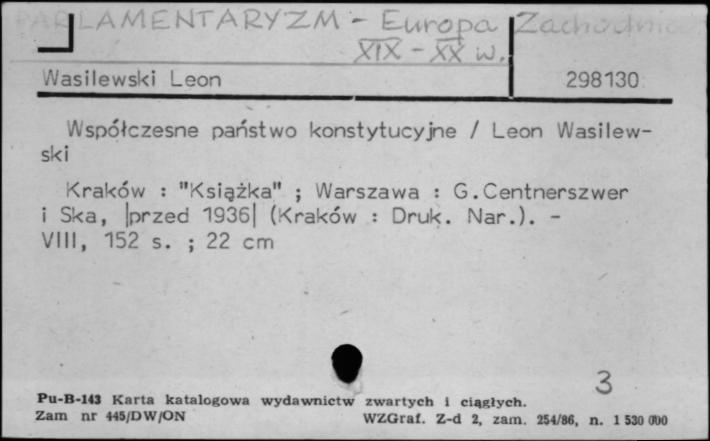 PARLAMENTARYZM - Europa Zachodnia
XIX - XX w.
Wasilewski Leon 298130
Współczesne państwo konstytucyjne / Leon Wasilew-
ski
Kraków : "Książka" ; Warszawa : G.Centnerszwer
i Ska, |przed 1936| (Kraków : Druk. Nar.). -
VIII, 152 s. ; 22 cm
3
Pu-B-143 Karta katalogowa wydawnictw zwartych i ciągłych.
Zam nr 445/DW/ON WZGraf. Z-d 2, zam. 254/86, n. 1 530 000